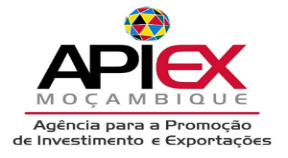 APIEX
MOÇAMBIQUE
Agência para a Promoção
de Investimento e Exportações